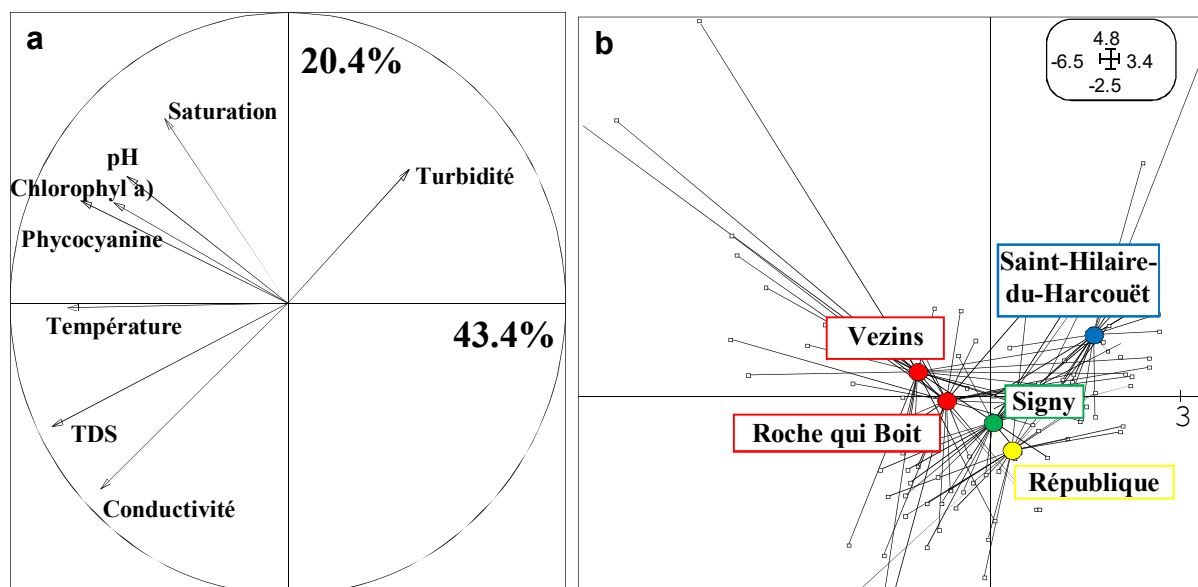 a
20.4%
Saturation
pH
Chlorophyl a)
Turbidité
Phycocyanine
Température
43.4%
TDS
Conductivité
b
4.8
-6.5
3.4
-2.5
Saint-Hilaire-
du-Harcouët
Vezins
Signy
3
Roche qui Boit
République